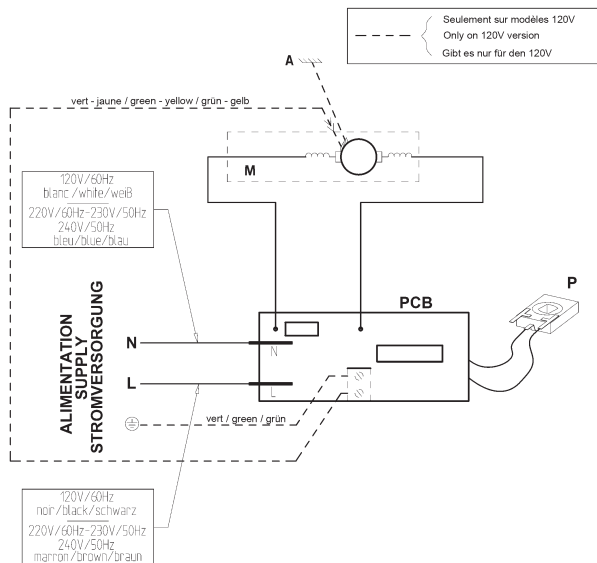 Seulement sur modèles 120V
Only on 120V version
Gibt es nur für den 120V
A
vert - jaune / green - yellow / grün - gelb
M
120V/60Hz
blanc/white/weiß
220V/60Hz-230V/50Hz
240V/50Hz
bleu/blue/blau
P
PCB
ALIMENTATION
SUPPLY
STROMVERSORGUNG
N
N
L
L
vert / green / grün
120V/60Hz
noir/black/schwarz
220V/60Hz-230V/50Hz
240V/50Hz
marron/brown/braun